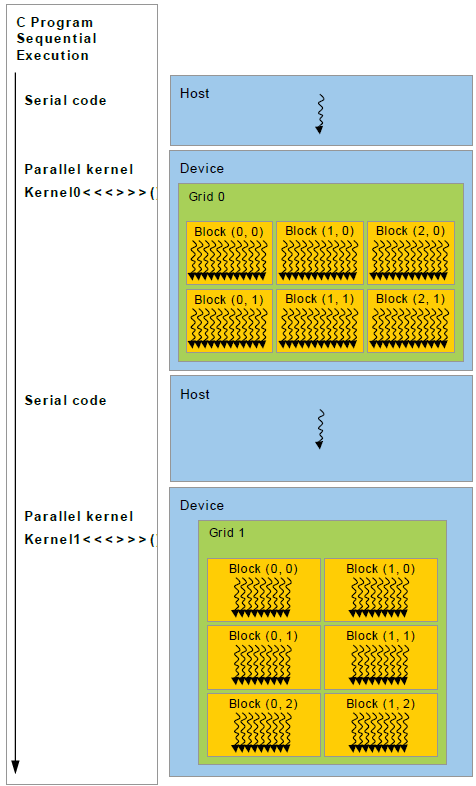 C Program
Sequential
Execution
Serial code
Host
Parallel kernel
Kernel0<<<>>>()
Device
Grid 0
Block (0, 0)
Block (1, 0)
Block (2, 0)
Block (0, 1)
Block (1, 1)
Block (2, 1)
Serial code
Host
Parallel kernel
Kernel1<<<>>>()
Device
Grid 1
Block (0, 0)
Block (1, 0)
Block (0, 1)
Block (1, 1)
Block (0, 2)
Block (1, 2)